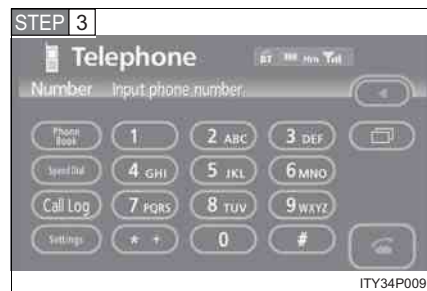 STEP 3
Telephone BT
Number Input phone number.
Phone Book 1 2 ABC 3 DEF
Speed Dial 4 GHI 5 JKL 6 MNO
Call Log 7 PQRS 8 TUV 9 WXYZ
Settings * + 0 #
ITY34P009